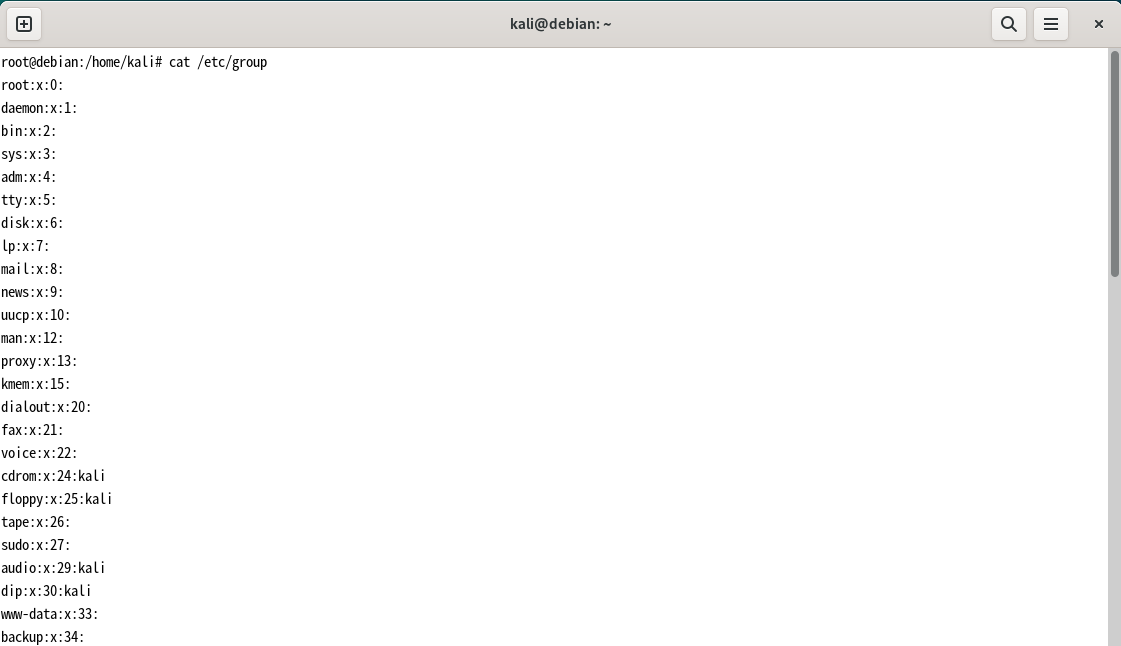 kali@debian: ~
root@debian:/home/kali# cat /etc/group
root:x:0:
daemon:x:1:
bin:x:2:
sys:x:3:
adm:x:4:
tty:x:5:
disk:x:6:
lp:x:7:
mail:x:8:
news:x:9:
uucp:x:10:
man:x:12:
proxy:x:13:
kmem:x:15:
dialout:x:20:
fax:x:21:
voice:x:22:
cdrom:x:24:kali
floppy:x:25:kali
tape:x:26:
sudo:x:27:
audio:x:29:kali
dip:x:30:kali
www-data:x:33:
backup:x:34: